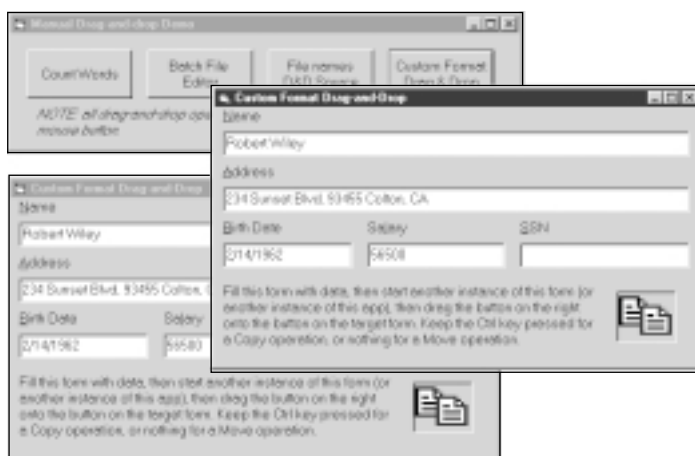 Manual Drag-and-drop Demo
Count Words
Batch File
Editor
File names
D&D Source
Custom Format
Drag & Drop
NOTE: all drag-and-drop
mouse button
Custom Format Drag-and-Drop
Name
Robert Wiley
Address
234 Sunset Blvd, 93455 Colton, CA
Birth Date
Salary
SSN
2/14/1962
56500
Fill this form with data, then start another instance of this form (or
another instance of this app), then drag the button on the right
onto the button on the target form. Keep the Ctrl key pressed for
a Copy operation, or nothing for a Move operation.
Custom Format Drag-and-Drop
Name
Robert Wiley
Address
234 Sunset Blvd, 93455 Colton,
Birth Date
Salary
2/14/1962
56500
Fill this form with data, then start another instance of this form (or
another instance of this app), then drag the button on the right
onto the button on the target form. Keep the Ctrl key pressed for
a Copy operation, or nothing for a Move operation.